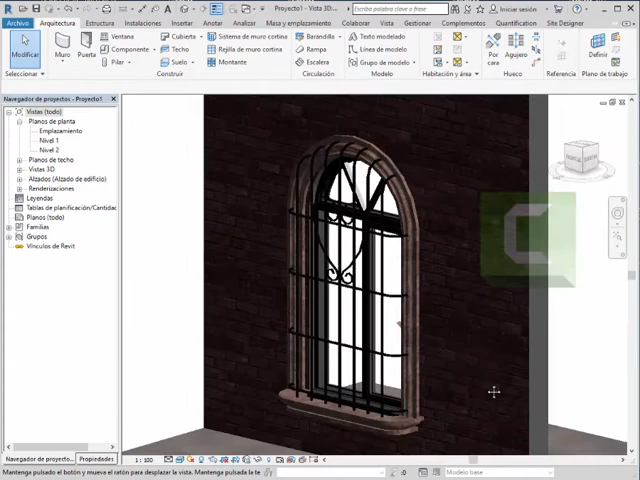 Proyecto1 - Vista 3D...
Escriba palabra clave o frase
Iniciar sesión
Archivo Arquitectura Estructura Insertar Anotar Analizar Masa y emplazamiento Colaborar Vista Gestionar Complementos Quantification Site Designer
Modificar
Seleccionar
Muro
Puerta
Ventana
Componente
Pilar
Cubierta
Techo
Suelo
Sistema de muro cortina
Rejilla de muro cortina
Montante
Construir
Barandilla
Rampa
Escalera
Circulación
Texto modelado
Línea de modelo
Grupo de modelo
Modelo
Habitación y área
Por cara
Agujero
Hueco
Referencia
Definir
Plano de trabajo
Navegador de proyectos - Proyecto1
Vistas (todo)
Planos de planta
Emplazamiento
Nivel 1
Nivel 2
Planos de techo
Vistas 3D
Alzados (Alzado de edificio)
Renderizaciones
Leyendas
Tablas de planificación/Cantidad
Planos (todo)
Familias
Grupos
Vínculos de Revit
Navegador de proyecto... Propiedades
1 : 100
Mantenga pulsado el botón y mueva el ratón para desplazar la vista. Mantenga pulsada la te
:0
Modelo base